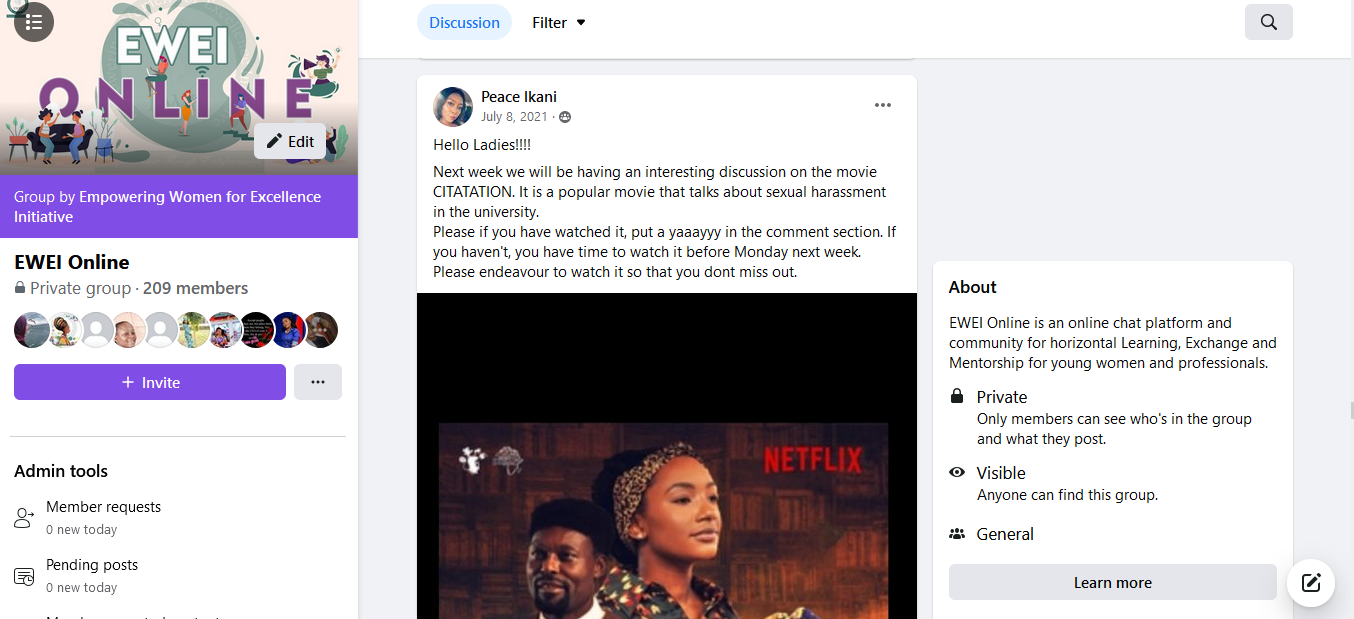 EWEI
ONLINE
Edit
Group by Empowering Women for Excellence
Initiative
EWEI Online
Private group · 209 members
+ Invite
Admin tools
Member requests
0 new today
Pending posts
0 new today
Discussion
Filter
Peace Ikani
July 8, 2021 ·
Hello Ladies!!!!
Next week we will be having an interesting discussion on the movie
CITATATION. It is a popular movie that talks about sexual harassment
in the university.
Please if you have watched it, put a yaaayyy in the comment section. If
you haven't, you have time to watch it before Monday next week.
Please endeavour to watch it so that you dont miss out.
NETFLIX
About
EWEI Online is an online chat platform and
community for horizontal Learning, Exchange and
Mentorship for young women and professionals.
Private
Only members can see who's in the group
and what they post.
Visible
Anyone can find this group.
General
Learn more